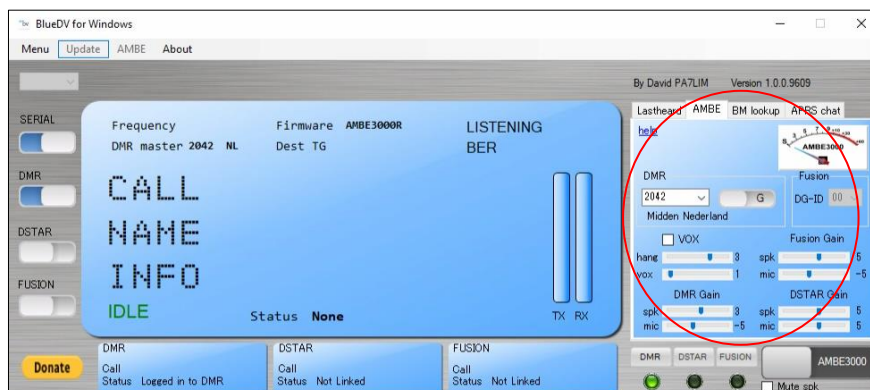 BlueDV for Windows
Menu Update AMBE About
By David PA7LIM Version 1.0.0.9609
SERIAL
DMR
DSTAR
FUSION
Donate
Frequency Firmware AMBE3000R LISTENING
DMR master 2042 NL Dest TG BER
CALL
NAME
INFO
IDLE Status None TX RX
DMR
Call
Status Logged in to DMR
DSTAR
Call
Status Not Linked
FUSION
Call
Status Not Linked
Lastheard AMBE BM lookup APRS chat
help
AMBE3000
DMR Fusion
2042 G DG-ID 00
Midden Nederland
VOX Fusion Gain
hang 3 spk 5
vox 1 mic -5
DMR Gain DSTAR Gain
spk 3 spk 5
mic -5 mic 5
DMR DSTAR FUSION AMBE3000
Mute spk